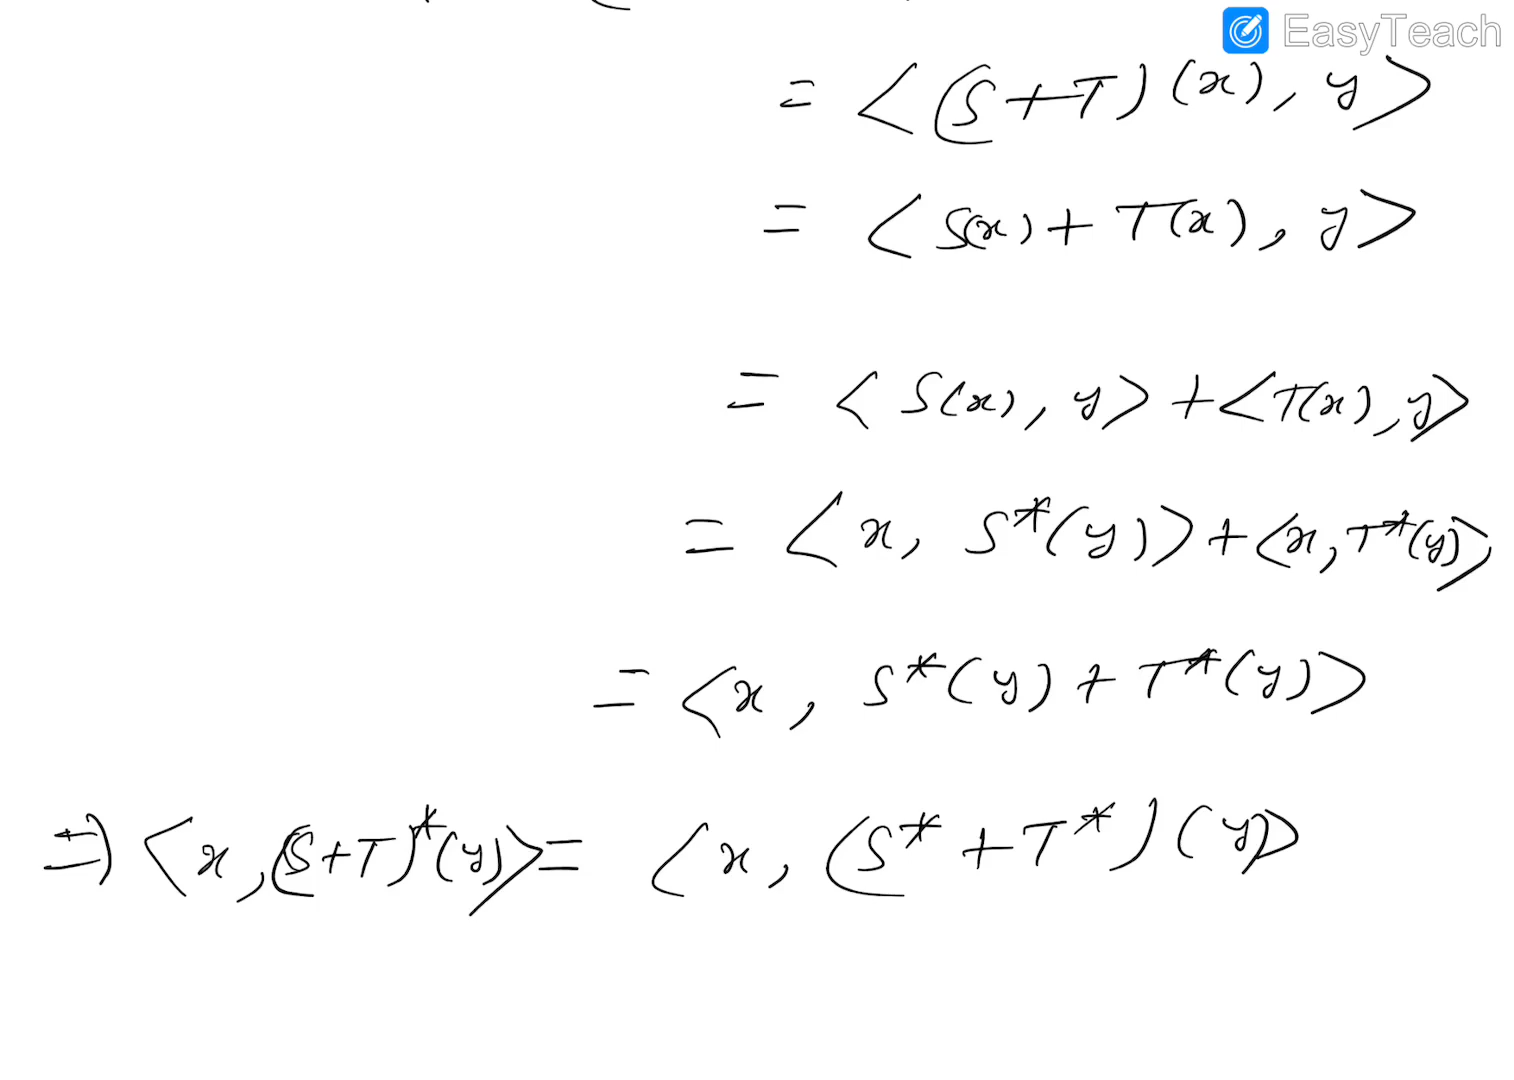 EasyTeach
= <(S+T)(x), y>
= <S(x)+T(x), y>
= <S(x), y>+<T(x), y>
= <x, S*(y)>+<x, T*(y)>
= <x, S*(y)+T*(y)>
⇒ <x, (S+T)*(y)> = <x, (S*+T*)(y)>